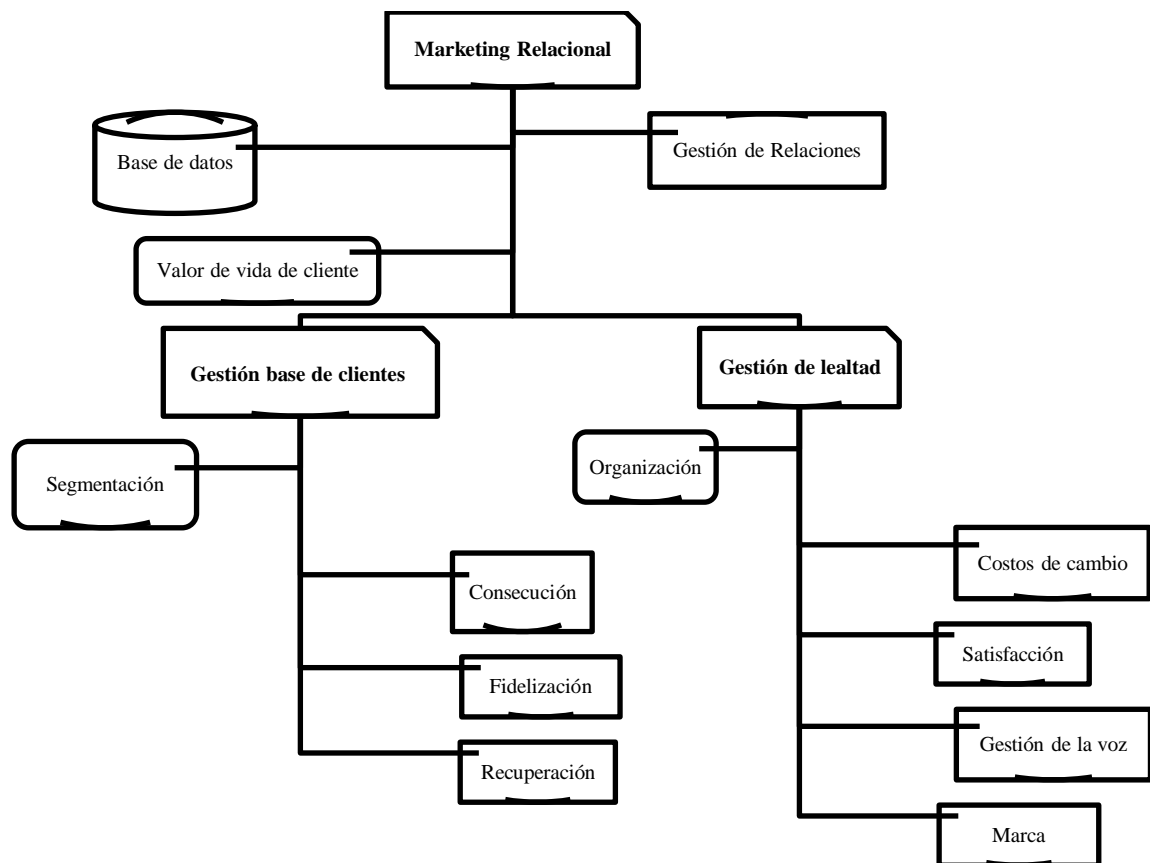 Marketing Relacional
Base de datos
Gestión de Relaciones
Valor de vida de cliente
Gestión base de clientes
Gestión de lealtad
Segmentación
Organización
Consecución
Costos de cambio
Fidelización
Satisfacción
Recuperación
Gestión de la voz
Marca